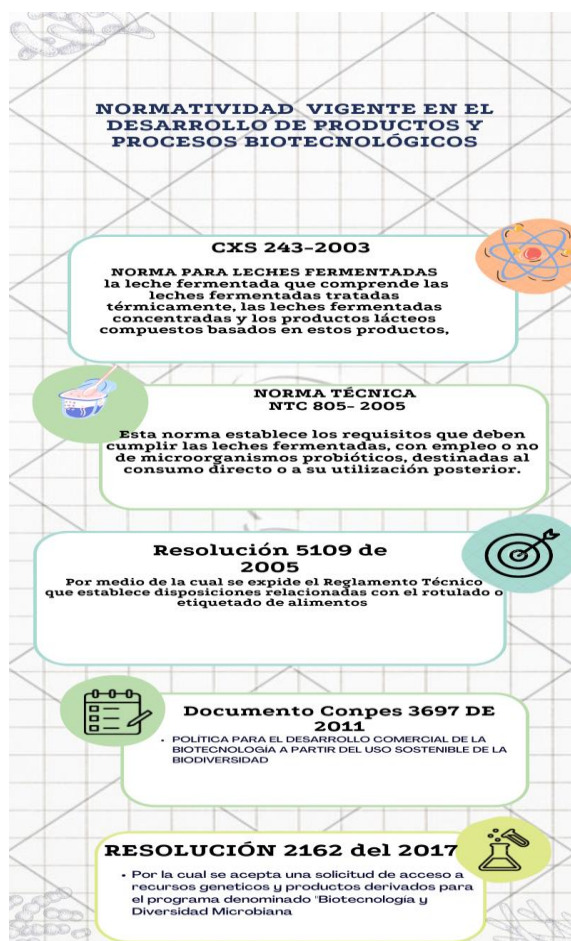 NORMATIVIDAD VIGENTE EN EL
DESARROLLO DE PRODUCTOS Y
PROCESOS BIOTECNOLÓGICOS
CXS 243-2003
NORMA PARA LECHES FERMENTADAS
la leche fermentada que comprende las
leches fermentadas tratadas
térmicamente, las leches fermentadas
concentradas y los productos lácteos
compuestos basados en estos productos,
NORMA TÉCNICA
NTC 805- 2005
Esta norma establece los requisitos que deben
cumplir las leches fermentadas, con empleo o no
de microorganismos probióticos, destinadas al
consumo directo o a su utilización posterior.
Resolución 5109 de
2005
Por medio de la cual se expide el Reglamento Técnico
que establece disposiciones relacionadas con el rotulado o
etiquetado de alimentos
Documento Conpes 3697 DE
2011
• POLÍTICA PARA EL DESARROLLO COMERCIAL DE LA
BIOTECNOLOGÍA A PARTIR DEL USO SOSTENIBLE DE LA
BIODIVERSIDAD
RESOLUCIÓN 2162 del 2017
• Por la cual se acepta una solicitud de acceso a
recursos geneticos y productos derivados para
el programa denominado "Biotecnología y
Diversidad Microbiana